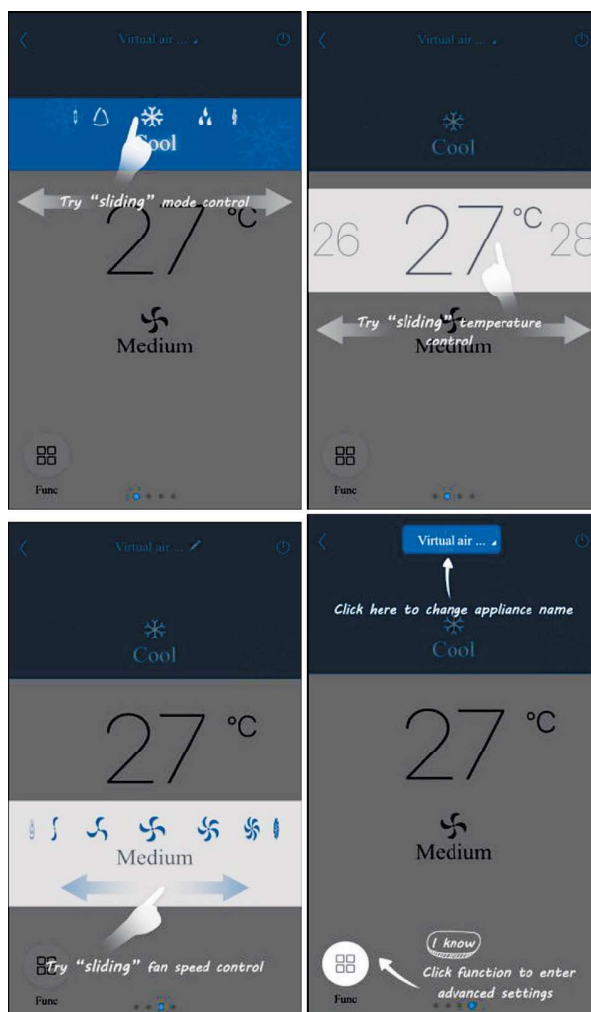 Virtual air ...
Cool
Try "sliding" mode control
27 °C
Medium
Func
Virtual air ...
Cool
26 27 °C 28
Try "sliding" temperature
control
Medium
Func
Virtual air ...
Cool
27 °C
Medium
Try "sliding" fan speed control
Func
Virtual air ...
Click here to change appliance name
Cool
27 °C
Medium
I know
Click function to enter
advanced settings
Func